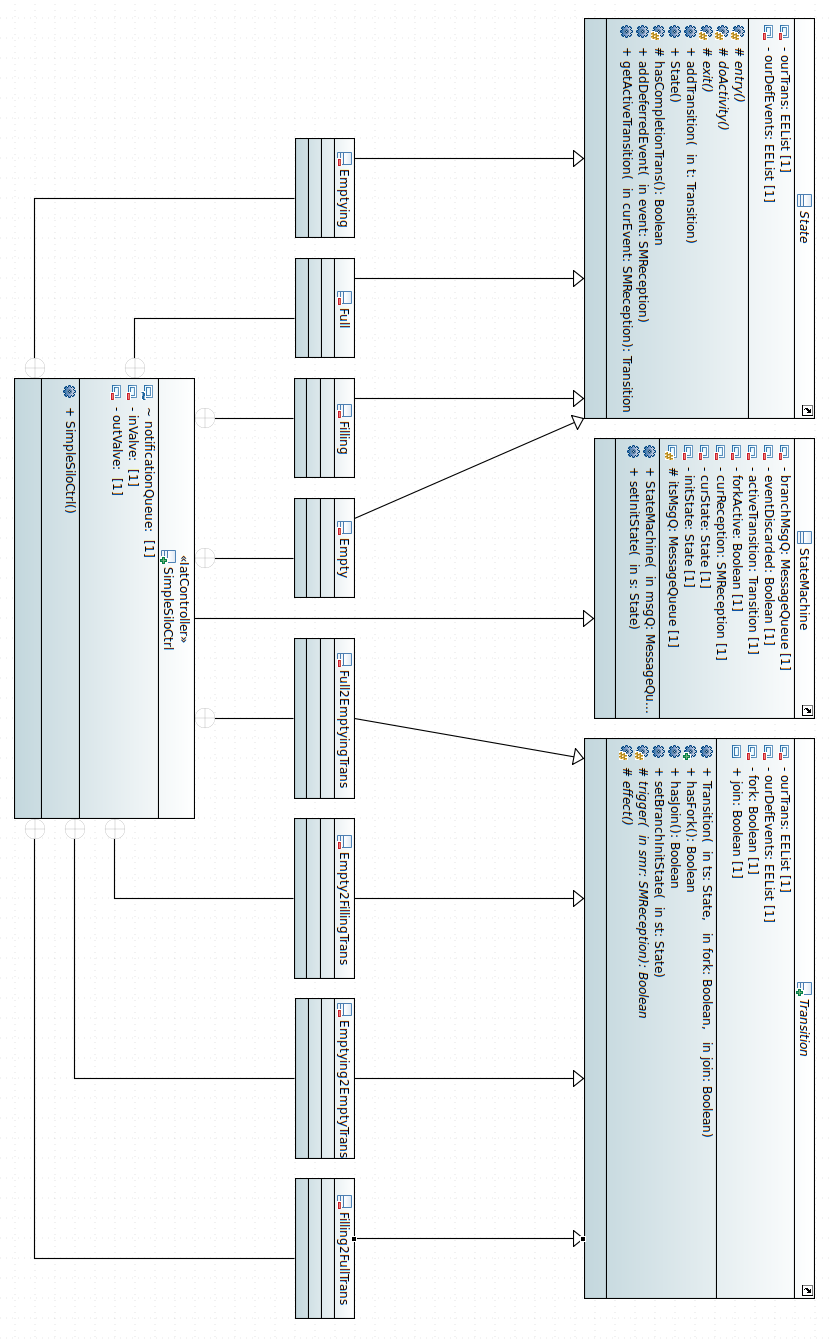 State
- ourTrans: EEList [1]
- ourDefEvents: EEList [1]
# entry()
# doActivity()
# exit()
+ addTransition( in t: Transition)
+ State()
# hasCompletionTrans(): Boolean
+ addDeferredEvent( in event: SMReception)
+ getActiveTransition( in curEvent: SMReception): Transition
StateMachine
- branchMsgQ: MessageQueue [1]
- eventDiscarded: Boolean [1]
- activeTransition: Transition [1]
- forkActive: Boolean [1]
- curReception: SMReception [1]
- curState: State [1]
- initState: State [1]
# itsMsgQ: MessageQueue [1]
+ StateMachine( in msgQ: MessageQu...
+ setInitState( in s: State)
Transition
- ourTrans: EEList [1]
- ourDefEvents: EEList [1]
- fork: Boolean [1]
+ join: Boolean [1]
+ Transition( in ts: State, in fork: Boolean, in join: Boolean)
+ hasFork(): Boolean
+ hasJoin(): Boolean
+ setBranchInitState( in st: State)
# trigger( in smr: SMReception): Boolean
# effect()
Emptying
Full
Filling
Empty
Full2EmptyingTrans
Empty2FillingTrans
Emptying2EmptyTrans
Filling2FullTrans
«IatController»
SimpleSiloCtrl
~ notificationQueue: [1]
- inValve: [1]
- outValve: [1]
+ SimpleSiloCtrl()